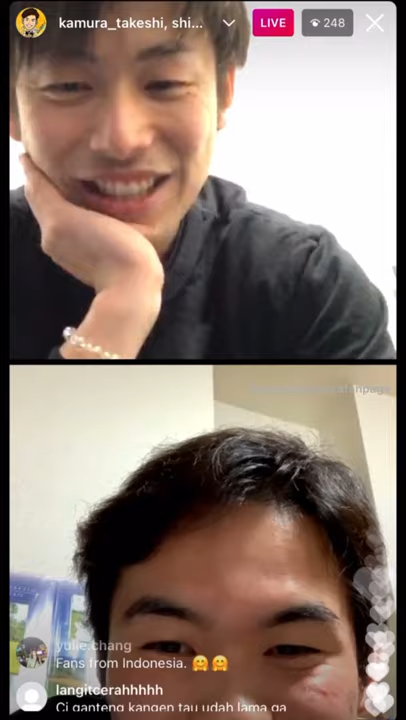 kamura_takeshi, shi...
LIVE
248
yulie.chang
Fans from Indonesia. 🤗🤗
langitcerahhhhh
Ci ganteng kangen tau udah lama ga